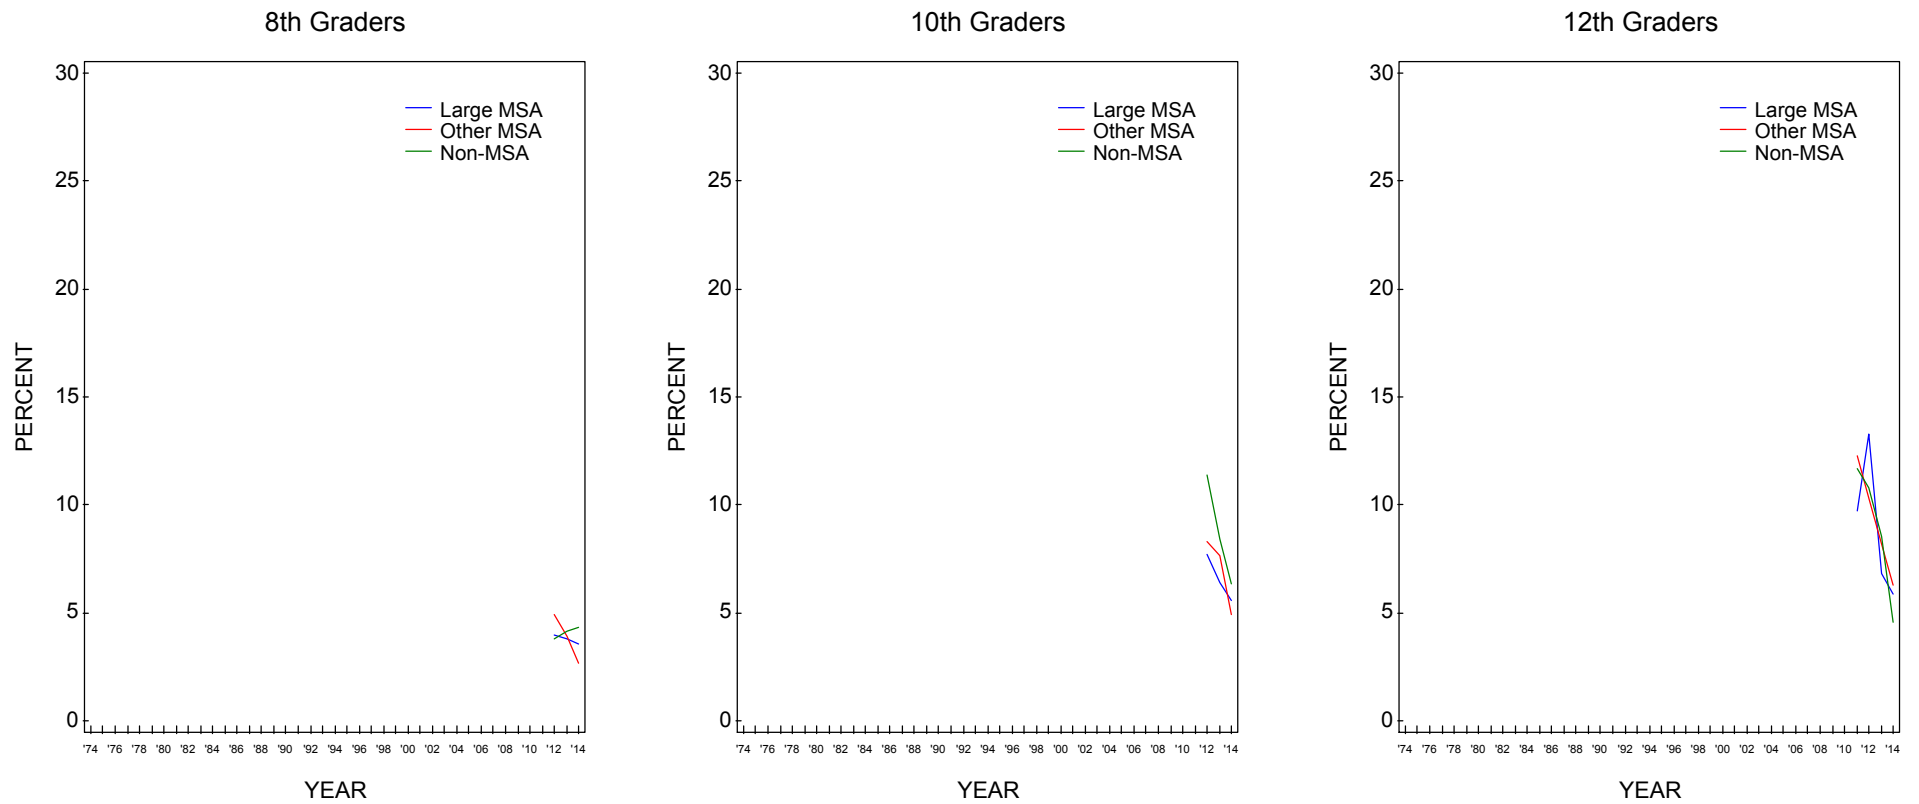 8th Graders
30
25
20
15
10
5
0
PERCENT
Large MSA
Other MSA
Non-MSA
'74 '76 '78 '80 '82 '84 '86 '88 '90 '92 '94 '96 '98 '00 '02 '04 '06 '08 '10 '12 '14
YEAR
10th Graders
30
25
20
15
10
5
0
PERCENT
Large MSA
Other MSA
Non-MSA
'74 '76 '78 '80 '82 '84 '86 '88 '90 '92 '94 '96 '98 '00 '02 '04 '06 '08 '10 '12 '14
YEAR
12th Graders
30
25
20
15
10
5
0
PERCENT
Large MSA
Other MSA
Non-MSA
'74 '76 '78 '80 '82 '84 '86 '88 '90 '92 '94 '96 '98 '00 '02 '04 '06 '08 '10 '12 '14
YEAR